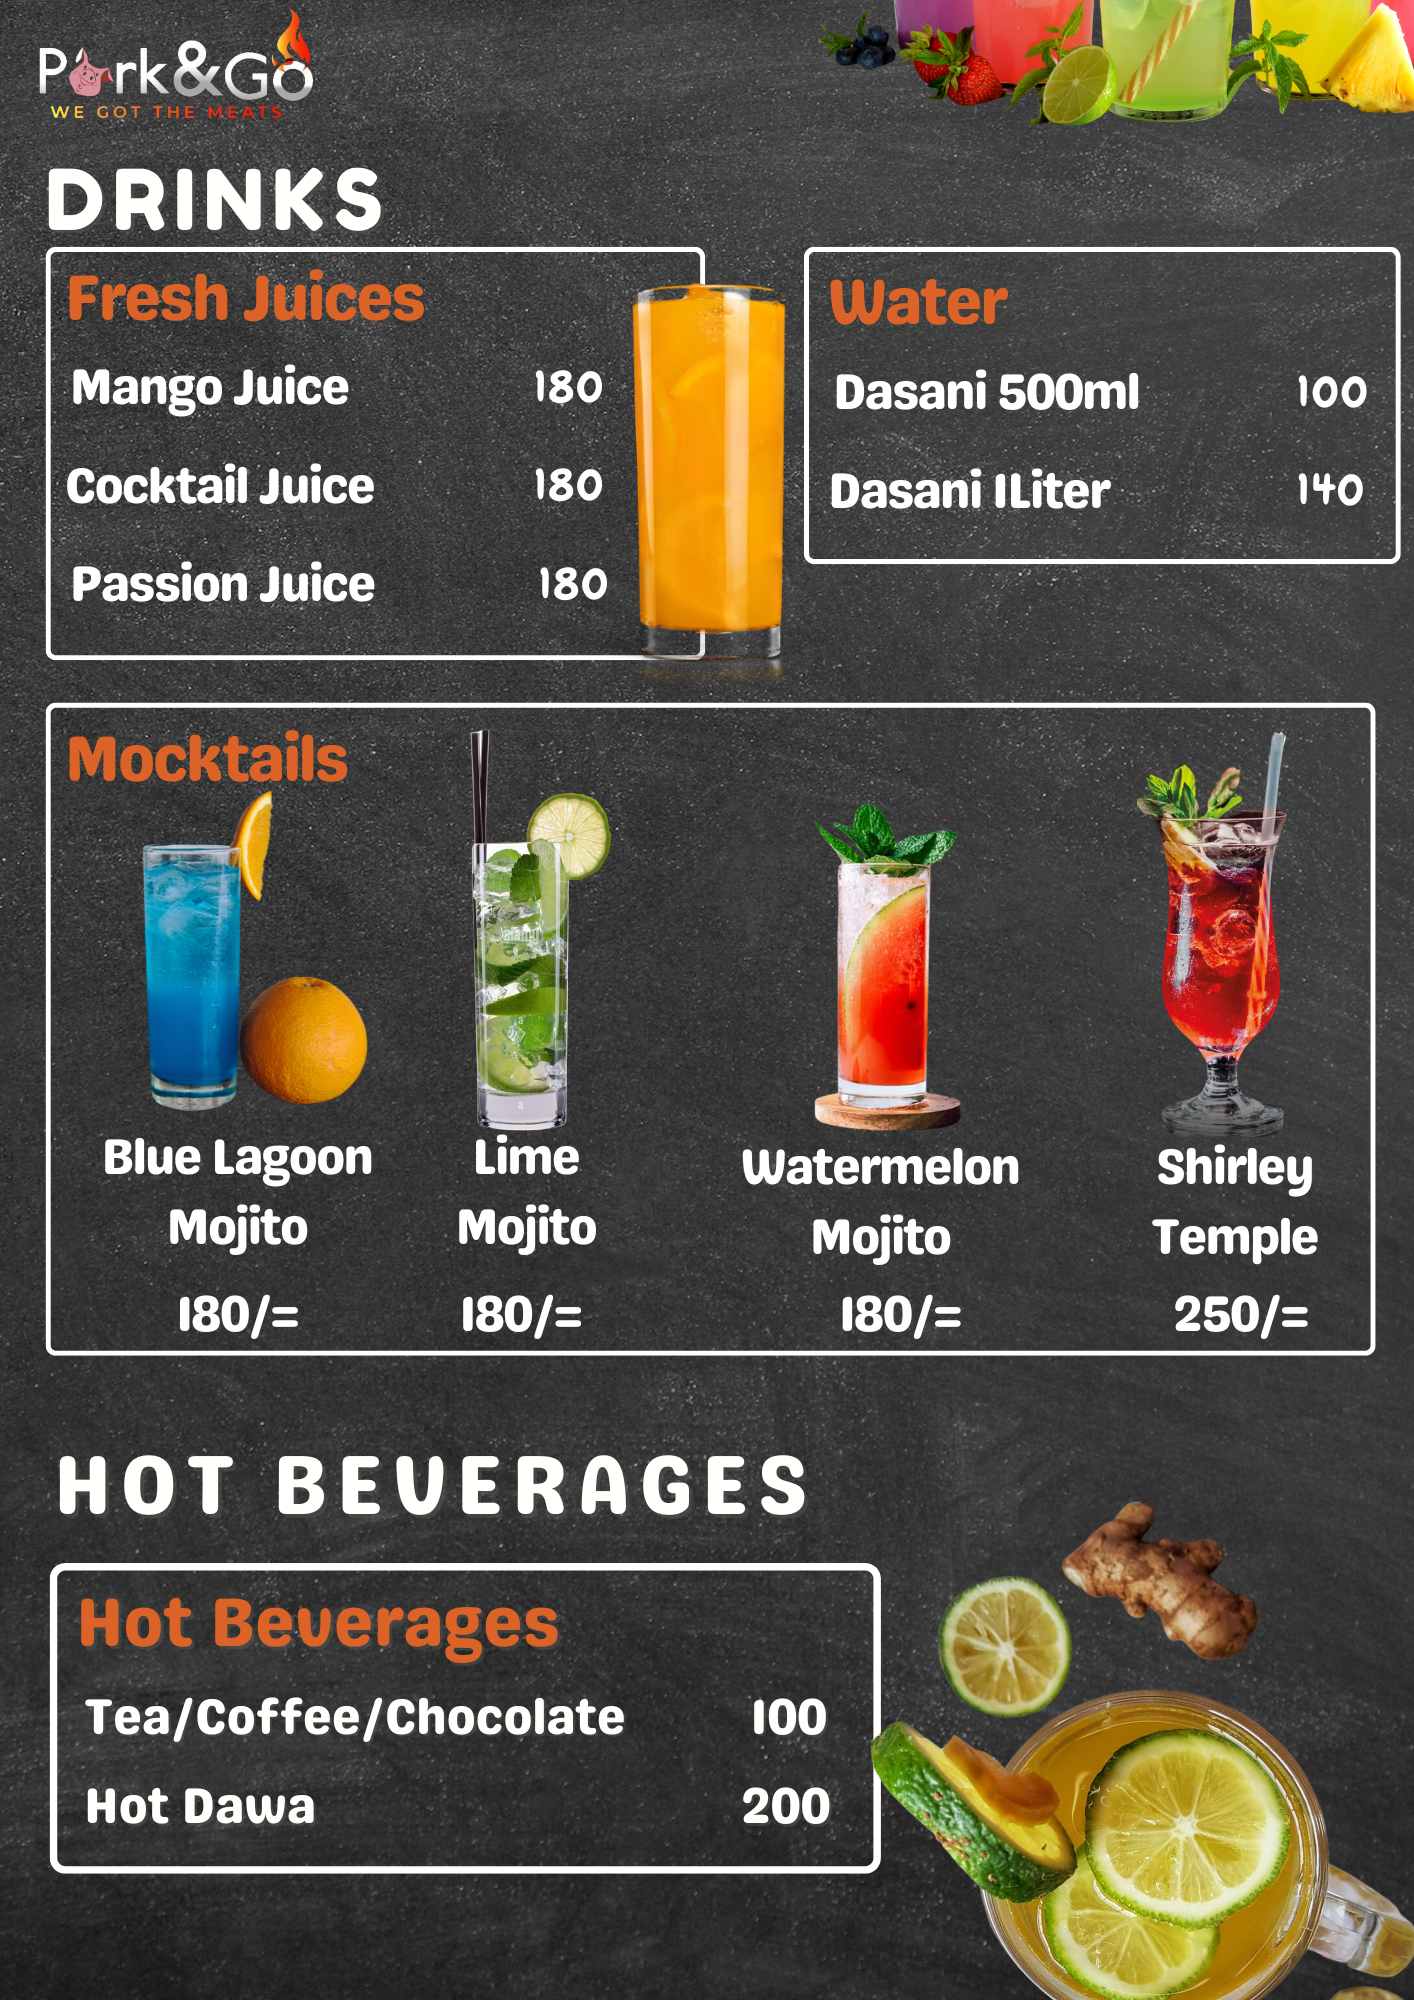 Pork&Go
WE GOT THE MEATS
DRINKS
Fresh Juices
Mango Juice 180
Cocktail Juice 180
Passion Juice 180
Water
Dasani 500ml 100
Dasani 1Liter 140
Mocktails
Blue Lagoon
Mojito
180/=
Lime
Mojito
180/=
Watermelon
Mojito
180/=
Shirley
Temple
250/=
HOT BEVERAGES
Hot Beverages
Tea/Coffee/Chocolate 100
Hot Dawa 200